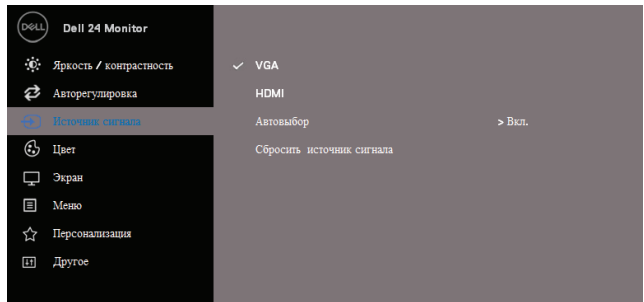 DELL Dell 24 Monitor
Яркость / контрастность
Авторегулировка
Источник сигнала
Цвет
Экран
Меню
Персонализация
Другое
✓ VGA
HDMI
Автовыбор > Вкл.
Сбросить источник сигнала